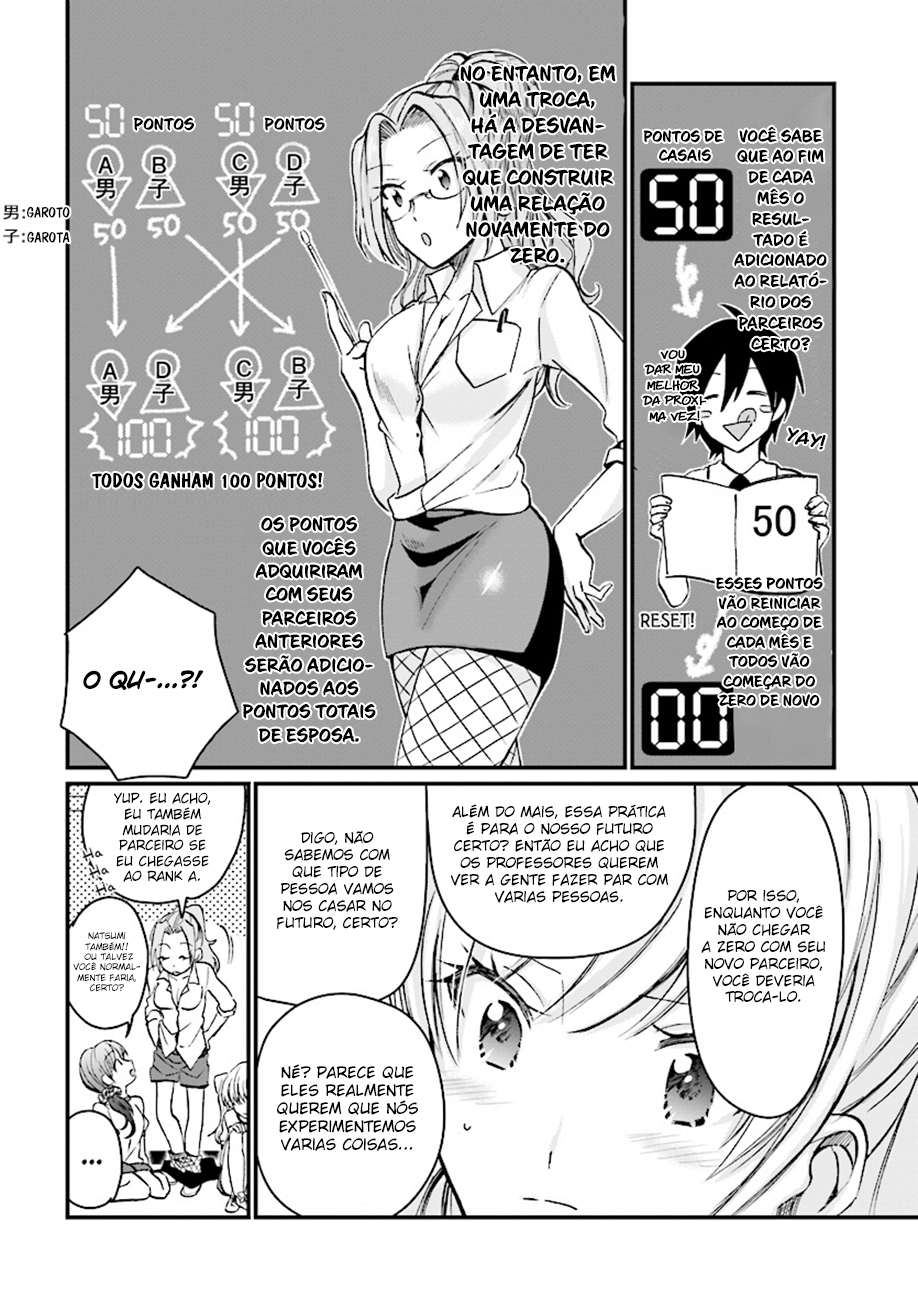 PONTOS DE
CASAIS
50
VOCÊ SABE
QUE AO FIM
DE CADA
MÊS O
RESUL-
TADO É
ADICIONADO
AO RELATÓ-
RIO DOS
PARCEIROS
CERTO?
VOU
DAR MEU
MELHOR
DA PRÓXI-
MA VEZ!
YAY!
50
RESET!
ESSES PONTOS
VÃO REINICIAR
AO COMEÇO DE
CADA MÊS E
TODOS VÃO
COMEÇAR DO
ZERO DE NOVO
00
NO ENTANTO, EM
UMA TROCA,
HÁ A DESVAN-
TAGEM DE TER
QUE CONSTRUIR
UMA RELAÇÃO
NOVAMENTE DO
ZERO.
50 PONTOS 50 PONTOS
A B C D
男 子 男 子
男:GAROTO
子:GAROTA
50 50 50 50
A D C B
男 子 男 子
100 100
TODOS GANHAM 100 PONTOS!
OS PONTOS
QUE VOCÊS
ADQUIRIRAM
COM SEUS
PARCEIROS
ANTERIORES
SERÃO ADICIO-
NADOS AOS
PONTOS TOTAIS
DE ESPOSA.
O QU-...?!
POR ISSO,
ENQUANTO VOCÊ
NÃO CHEGAR
A ZERO COM SEU
NOVO PARCEIRO,
VOCÊ DEVERIA
TROCA-LO.
ALÉM DO MAIS, ESSA PRÁTICA
É PARA O NOSSO FUTURO
CERTO? ENTÃO EU ACHO QUE
OS PROFESSORES QUEREM
VER A GENTE FAZER PAR COM
VARIAS PESSOAS.
DIGO, NÃO
SABEMOS COM
QUE TIPO DE
PESSOA VAMOS
NOS CASAR NO
FUTURO, CERTO?
NÉ? PARECE QUE
ELES REALMENTE
QUEREM QUE NÓS
EXPERIMENTEMOS
VARIAS COISAS...
YUP. EU ACHO,
EU TAMBÉM
MUDARIA DE
PARCEIRO SE
EU CHEGASSE
AO RANK A.
Ha
Ha
Ha
NATSUMI
TAMBÉM!!
OU TALVEZ
VOCÊ NORMAL-
MENTE FARIA,
CERTO?
...